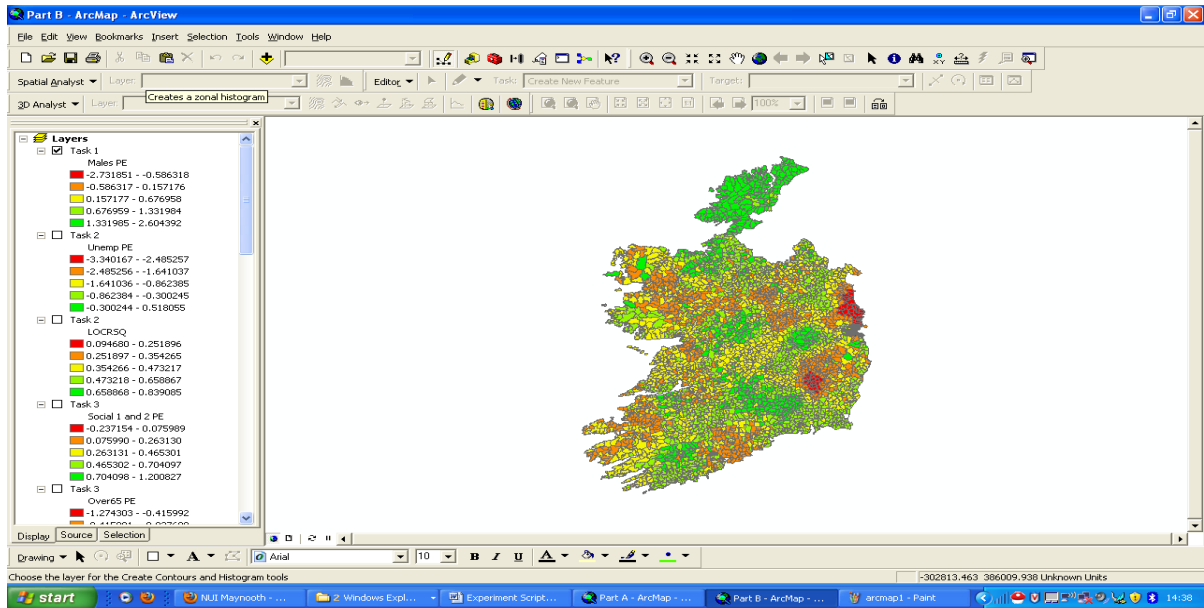 Part B - ArcMap - ArcView
File Edit View Bookmarks Insert Selection Tools Window Help
Spatial Analyst Layer: Editor Task: Create New Feature Target:
Creates a zonal histogram
3D Analyst Layer: 100%
Layers
Task 1
Males PE
-2.731851 - -0.586318
-0.586317 - 0.157176
0.157177 - 0.676958
0.676959 - 1.331984
1.331985 - 2.604392
Task 2
Unemp PE
-3.340167 - -2.485257
-2.485256 - -1.641037
-1.641036 - -0.862385
-0.862384 - -0.300245
-0.300244 - 0.518055
Task 2
LOCRSQ
0.094680 - 0.251896
0.251897 - 0.354265
0.354266 - 0.473217
0.473218 - 0.658867
0.658868 - 0.839085
Task 3
Social 1 and 2 PE
-0.237154 - 0.075989
0.075990 - 0.263130
0.263131 - 0.465301
0.465302 - 0.704097
0.704098 - 1.200827
Task 3
Over65 PE
-1.274303 - -0.415992
Display Source Selection
Drawing A Arial 10 B I U A
Choose the layer for the Create Contours and Histogram tools -302813.463 386009.938 Unknown Units
start NUI Maynooth - ... 2 Windows Expl... Experiment Script... Part A - ArcMap - ... Part B - ArcMap - ... arcmap1 - Paint 14:38